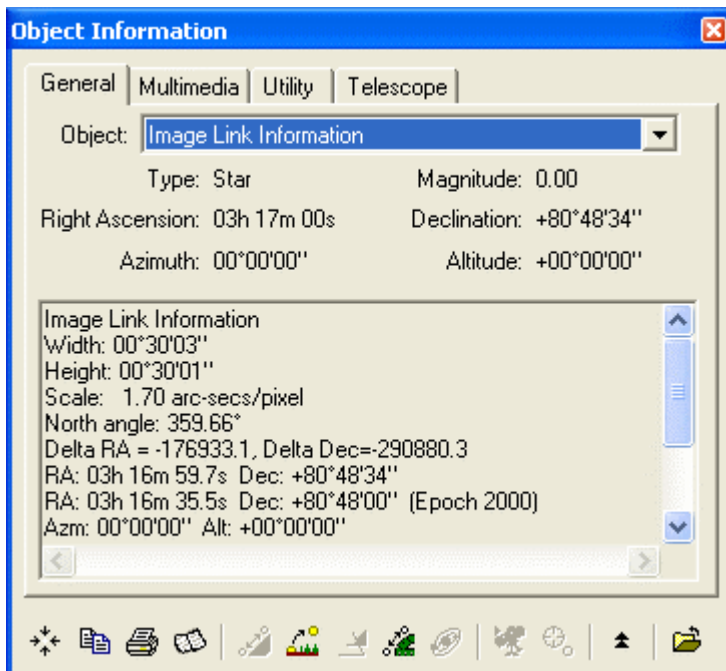 Object Information
General Multimedia Utility Telescope
Object: Image Link Information
Type: Star Magnitude: 0.00
Right Ascension: 03h 17m 00s Declination: +80°48'34"
Azimuth: 00°00'00" Altitude: +00°00'00"
Image Link Information
Width: 00°30'03"
Height: 00°30'01"
Scale: 1.70 arc-secs/pixel
North angle: 359.66°
Delta RA = -176933.1, Delta Dec=-290880.3
RA: 03h 16m 59.7s Dec: +80°48'34"
RA: 03h 16m 35.5s Dec: +80°48'00" (Epoch 2000)
Azm: 00°00'00" Alt: +00°00'00"